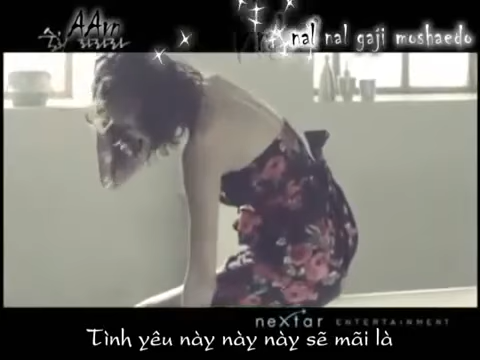 AAvn
nal nal gaji moshaedo
nextar ENTERTAINMENT
Tình yêu này này này sẽ mãi là